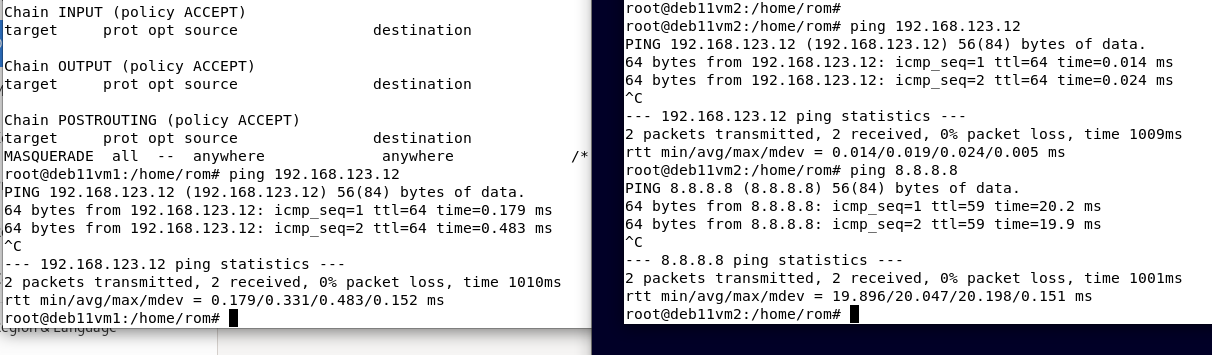 Chain INPUT (policy ACCEPT)
target     prot opt source               destination
Chain OUTPUT (policy ACCEPT)
target     prot opt source               destination
Chain POSTROUTING (policy ACCEPT)
target     prot opt source               destination
MASQUERADE  all  --  anywhere             anywhere             /*
root@deb11vm1:/home/rom# ping 192.168.123.12
PING 192.168.123.12 (192.168.123.12) 56(84) bytes of data.
64 bytes from 192.168.123.12: icmp_seq=1 ttl=64 time=0.179 ms
64 bytes from 192.168.123.12: icmp_seq=2 ttl=64 time=0.483 ms
^C
--- 192.168.123.12 ping statistics ---
2 packets transmitted, 2 received, 0% packet loss, time 1010ms
rtt min/avg/max/mdev = 0.179/0.331/0.483/0.152 ms
root@deb11vm1:/home/rom#
root@deb11vm2:/home/rom#
root@deb11vm2:/home/rom# ping 192.168.123.12
PING 192.168.123.12 (192.168.123.12) 56(84) bytes of data.
64 bytes from 192.168.123.12: icmp_seq=1 ttl=64 time=0.014 ms
64 bytes from 192.168.123.12: icmp_seq=2 ttl=64 time=0.024 ms
^C
--- 192.168.123.12 ping statistics ---
2 packets transmitted, 2 received, 0% packet loss, time 1009ms
rtt min/avg/max/mdev = 0.014/0.019/0.024/0.005 ms
root@deb11vm2:/home/rom# ping 8.8.8.8
PING 8.8.8.8 (8.8.8.8) 56(84) bytes of data.
64 bytes from 8.8.8.8: icmp_seq=1 ttl=59 time=20.2 ms
64 bytes from 8.8.8.8: icmp_seq=2 ttl=59 time=19.9 ms
^C
--- 8.8.8.8 ping statistics ---
2 packets transmitted, 2 received, 0% packet loss, time 1001ms
rtt min/avg/max/mdev = 19.896/20.047/20.198/0.151 ms
root@deb11vm2:/home/rom#
& Language